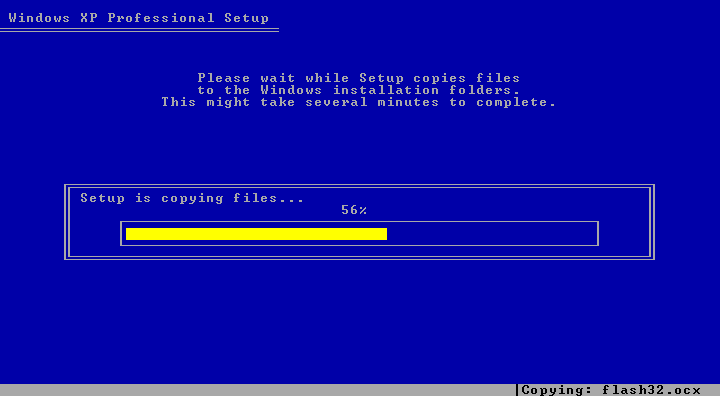 Windows XP Professional Setup
Please wait while Setup copies files
to the Windows installation folders.
This might take several minutes to complete.
Setup is copying files...
56%
|Copying: flash32.ocx